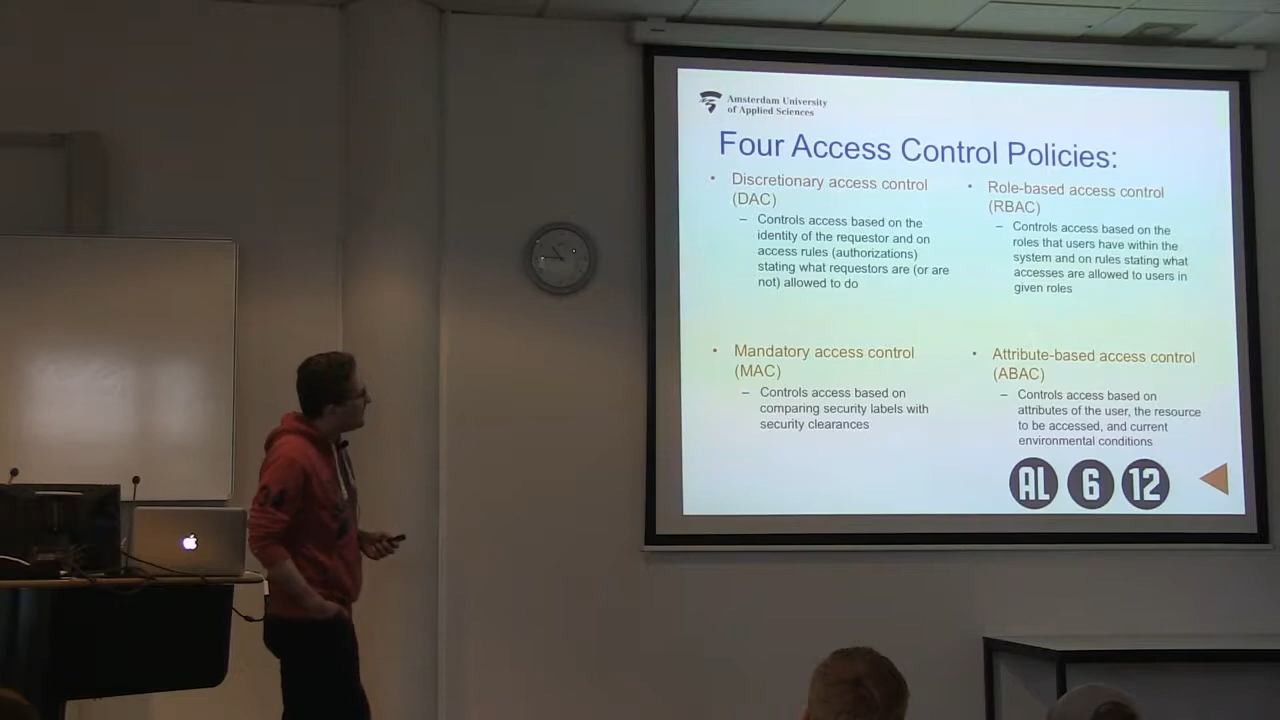 Amsterdam University
of Applied Sciences
Four Access Control Policies:
• Discretionary access control
(DAC)
– Controls access based on the
identity of the requestor and on
access rules (authorizations)
stating what requestors are (or are
not) allowed to do
• Mandatory access control
(MAC)
– Controls access based on
comparing security labels with
security clearances
• Role-based access control
(RBAC)
– Controls access based on the
roles that users have within the
system and on rules stating what
accesses are allowed to users in
given roles
• Attribute-based access control
(ABAC)
– Controls access based on
attributes of the user, the resource
to be accessed, and current
environmental conditions
AL 6 12